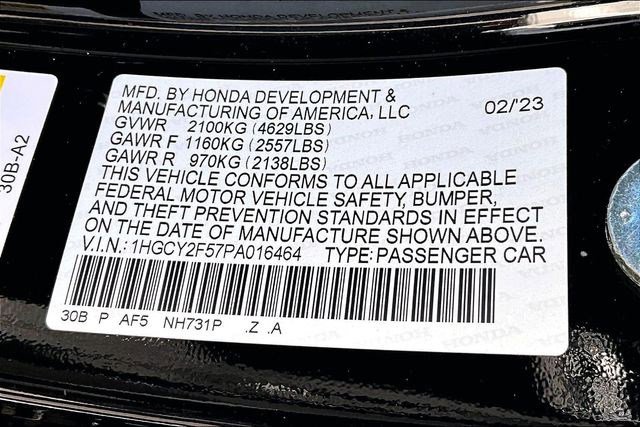 MFD. BY HONDA DEVELOPMENT &
MANUFACTURING OF AMERICA, LLC 02/'23
GVWR 2100KG (4629LBS)
GAWR F 1160KG (2557LBS)
GAWR R 970KG (2138LBS)
THIS VEHICLE CONFORMS TO ALL APPLICABLE
FEDERAL MOTOR VEHICLE SAFETY, BUMPER,
AND THEFT PREVENTION STANDARDS IN EFFECT
ON THE DATE OF MANUFACTURE SHOWN ABOVE.
V.I.N.: 1HGCY2F57PA016464 TYPE: PASSENGER CAR
30B P AF5 NH731P .Z .A
30B-A2